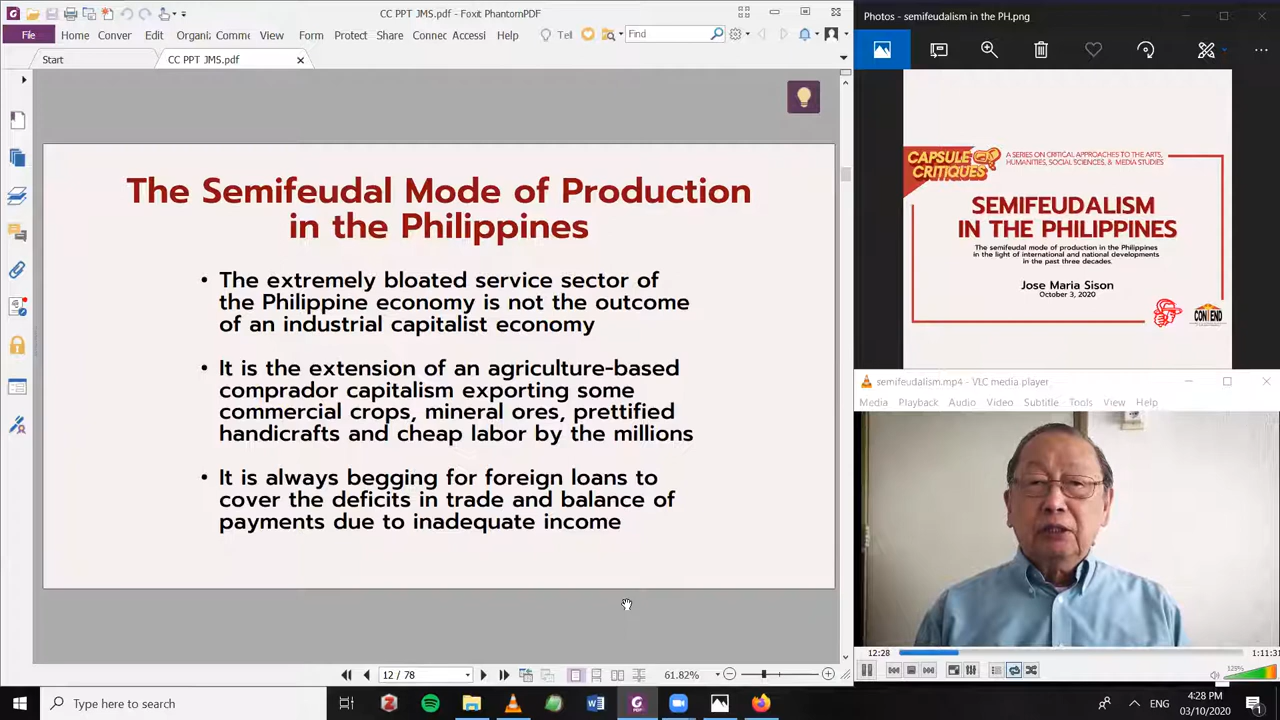 CC PPT JMS.pdf - Foxit PhantomPDF
File Home Conver Edit Organi Comme View Form Protect Share Connec Accessi Help Tell Find
Start CC PPT JMS.pdf
The Semifeudal Mode of Production
in the Philippines
• The extremely bloated service sector of
the Philippine economy is not the outcome
of an industrial capitalist economy
• It is the extension of an agriculture-based
comprador capitalism exporting some
commercial crops, mineral ores, prettified
handicrafts and cheap labor by the millions
• It is always begging for foreign loans to
cover the deficits in trade and balance of
payments due to inadequate income
12 / 78
61.82%
Photos - semifeudalism in the PH.png
CAPSULE
CRITIQUES
A SERIES ON CRITICAL APPROACHES TO THE ARTS,
HUMANITIES, SOCIAL SCIENCES, & MEDIA STUDIES
SEMIFEUDALISM
IN THE PHILIPPINES
The semifeudal mode of production in the Philippines
in the light of international and national developments
in the past three decades.
Jose Maria Sison
October 3, 2020
CONTEND
semifeudalism.mp4 - VLC media player
Media Playback Audio Video Subtitle Tools View Help
12:28 1:11:31
125%
Type here to search
ENG
4:28 PM
03/10/2020
1